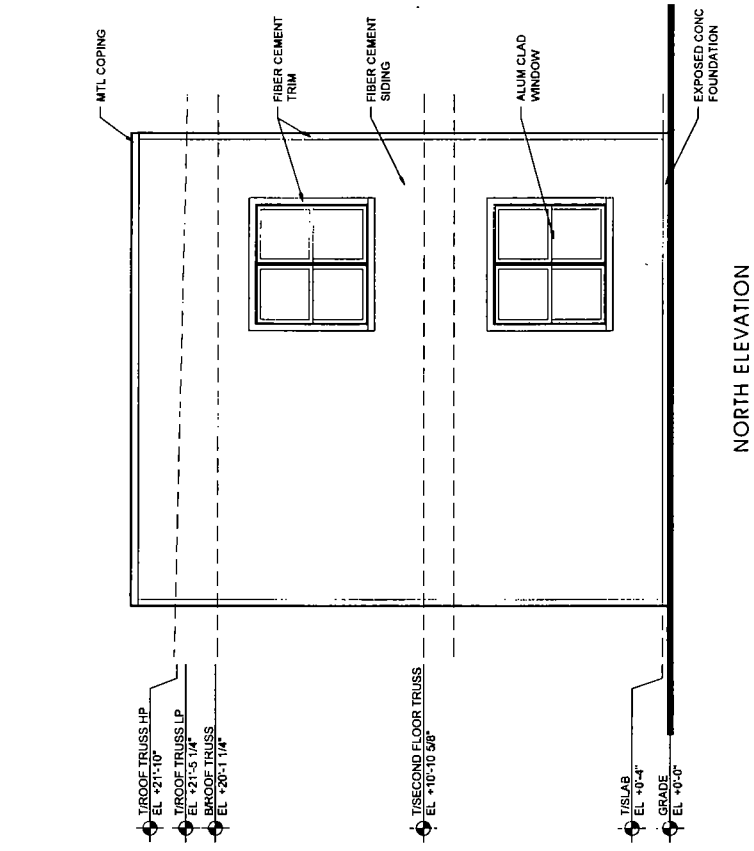 MTL COPING
FIBER CEMENT
TRIM
FIBER CEMENT
SIDING
ALUM CLAD
WINDOW
EXPOSED CONC
FOUNDATION
T/ROOF TRUSS HP
EL +21'-10"
T/ROOF TRUSS LP
EL +21'-5 1/4"
B/ROOF TRUSS
EL +20'-1 1/4"
T/SECOND FLOOR TRUSS
EL +10'-10 5/8"
T/SLAB
EL +0'-4"
GRADE
EL +0'-0"
NORTH ELEVATION